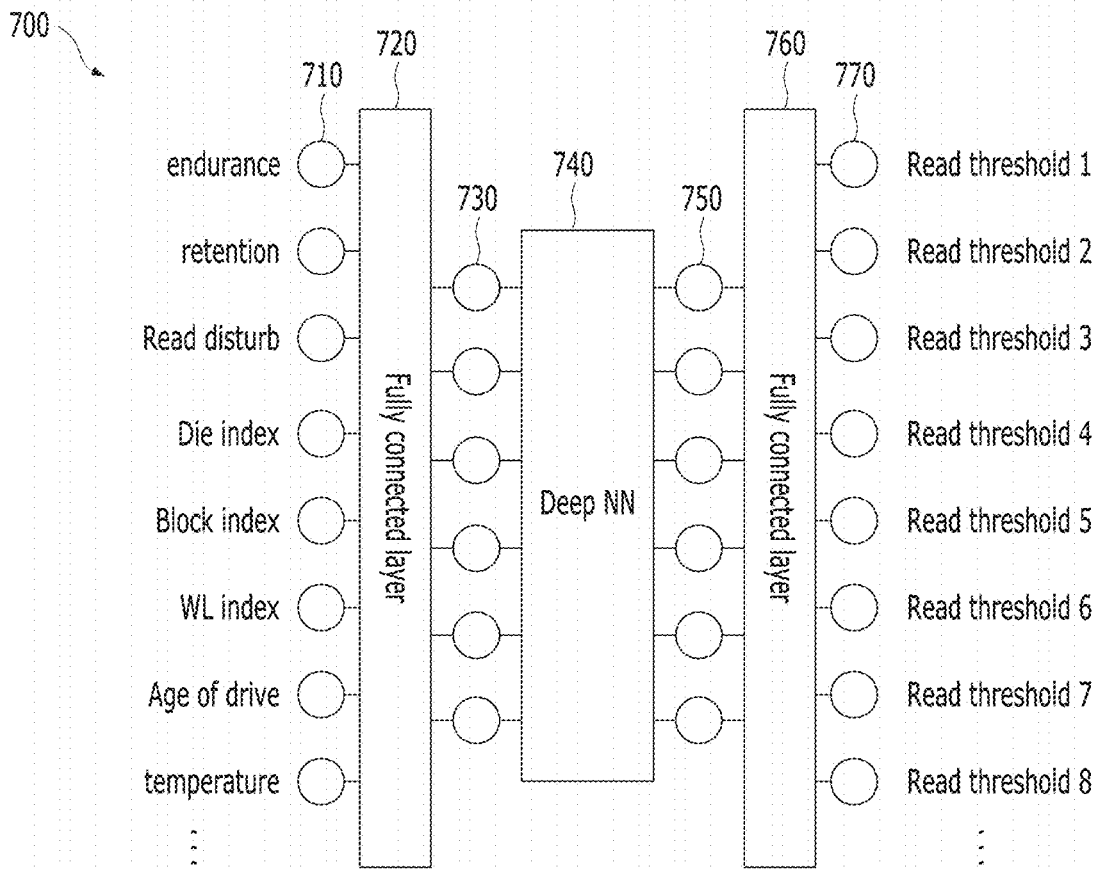 700
710
720
730
740
750
760
770
endurance
retention
Read disturb
Die index
Block index
WL index
Age of drive
temperature
Fully connected layer
Deep NN
Fully connected layer
Read threshold 1
Read threshold 2
Read threshold 3
Read threshold 4
Read threshold 5
Read threshold 6
Read threshold 7
Read threshold 8